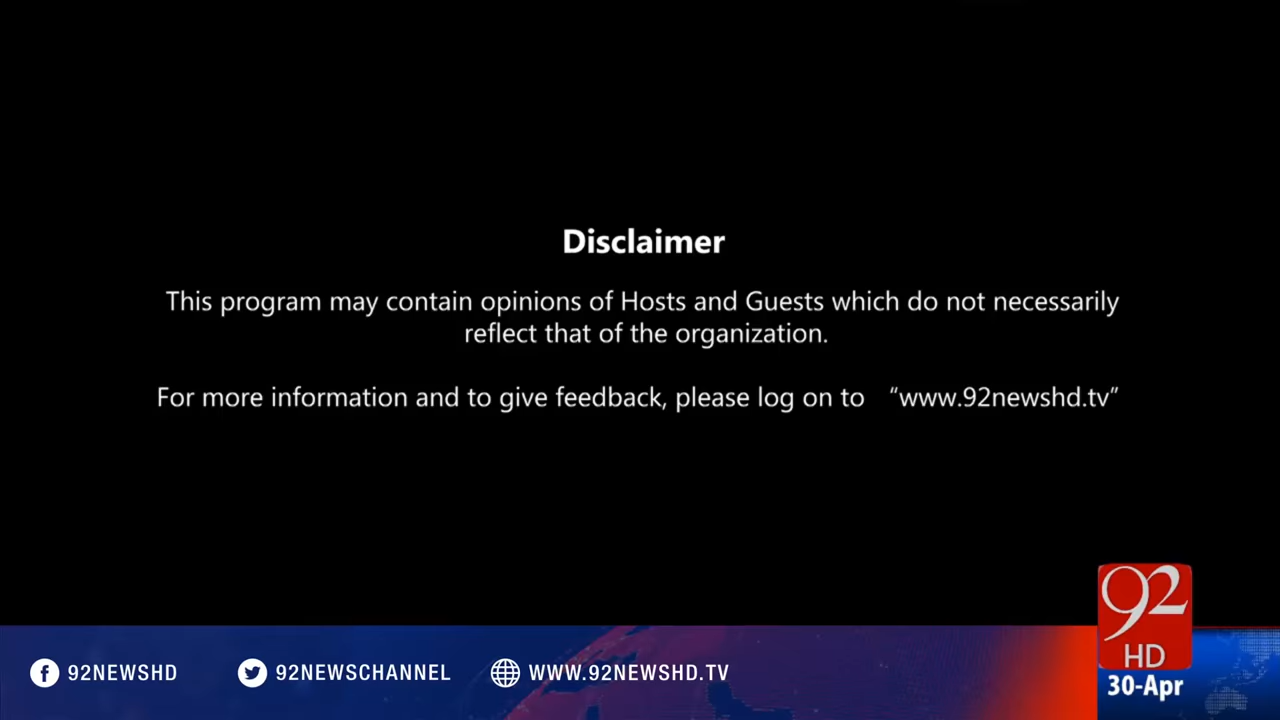 Disclaimer
This program may contain opinions of Hosts and Guests which do not necessarily
reflect that of the organization.
For more information and to give feedback, please log on to “www.92newshd.tv”
92
HD
92NEWSHD
92NEWSCHANNEL
WWW.92NEWSHD.TV
30-Apr